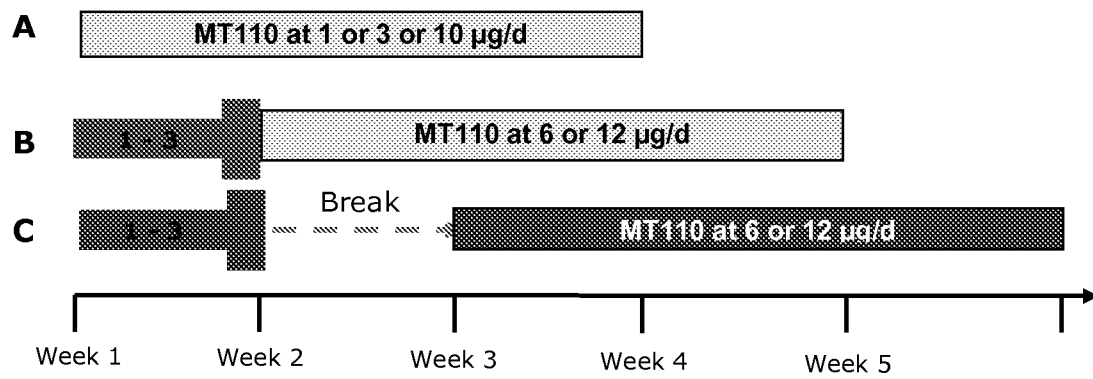 A
MT110 at 1 or 3 or 10 µg/d
B
1 - 3
MT110 at 6 or 12 µg/d
Break
C
1 - 3
MT110 at 6 or 12 µg/d
Week 1
Week 2
Week 3
Week 4
Week 5